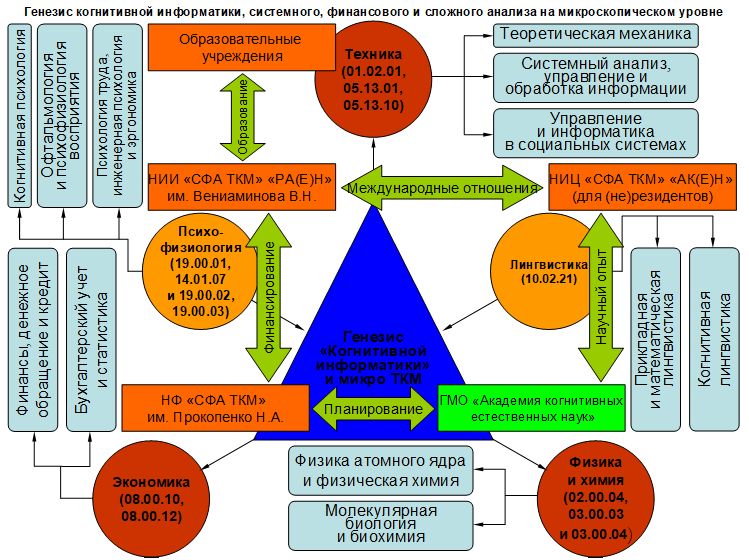 Генезис когнитивной информатики, системного, финансового и сложного анализа на микроскопическом уровне
Когнитивная психология
Офтальмология
и психофизиология
восприятия
Психология труда,
инженерная психология
и эргономика
Образовательные
учреждения
Техника
(01.02.01,
05.13.01,
05.13.10)
Теоретическая механика
Системный анализ,
управление и
обработка информации
Управление
и информатика
в социальных системах
Образование
НИИ «СФА ТКМ» «РА(Е)Н»
им. Вениаминова В.Н.
Международные отношения
НИЦ «СФА ТКМ» «АК(Е)Н»
(для (не)резидентов)
Психо-
физиология
(19.00.01,
14.01.07
и 19.00.02,
19.00.03)
Финансирование
Лингвистика
(10.02.21)
Научный опыт
Прикладная
и математическая
лингвистика
Когнитивная
лингвистика
Финансы, денежное
обращение и кредит
Бухгалтерский учет
и статистика
Генезис
«Когнитивной
информатики»
и микро ТКМ
НФ «СФА ТКМ»
им. Прокопенко Н.А.
Планирование
ГМО «Академия когнитивных
естественных наук»
Экономика
(08.00.10,
08.00.12)
Физика атомного ядра
и физическая химия
Молекулярная
биология
и биохимия
Физика
и химия
(02.00.04,
03.00.03
и 03.00.04)